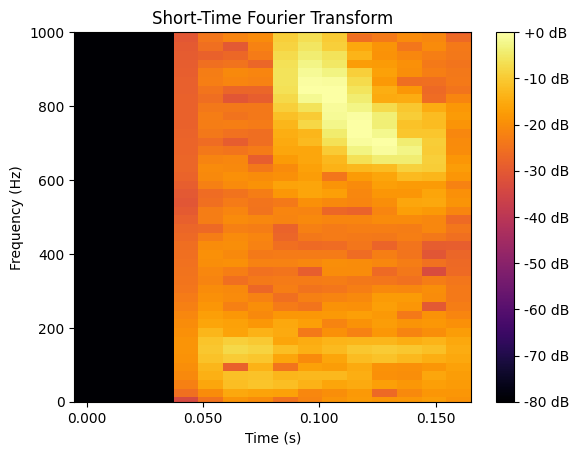 Short-Time Fourier Transform
1000
800
600
400
200
0
Frequency (Hz)
0.000
0.050
0.100
0.150
Time (s)
+0 dB
-10 dB
-20 dB
-30 dB
-40 dB
-50 dB
-60 dB
-70 dB
-80 dB